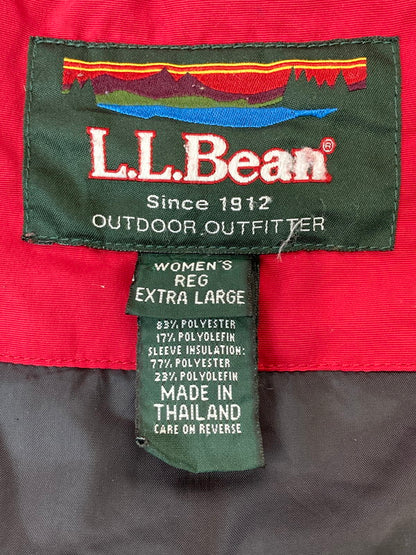 L.L.Bean®
Since 1912
OUTDOOR OUTFITTER
WOMEN'S
REG
EXTRA LARGE
83% POLYESTER
17% POLYOLEFIN
SLEEVE INSULATION:
77% POLYESTER
23% POLYOLEFIN
MADE IN
THAILAND
CARE ON REVERSE